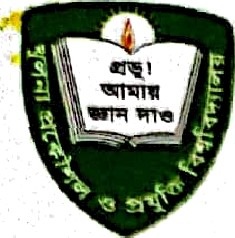 প্রভু!
আমায়
জ্ঞান দাও
খুলনা প্রকৌশল ও প্রযুক্তি বিশ্ববিদ্যালয়